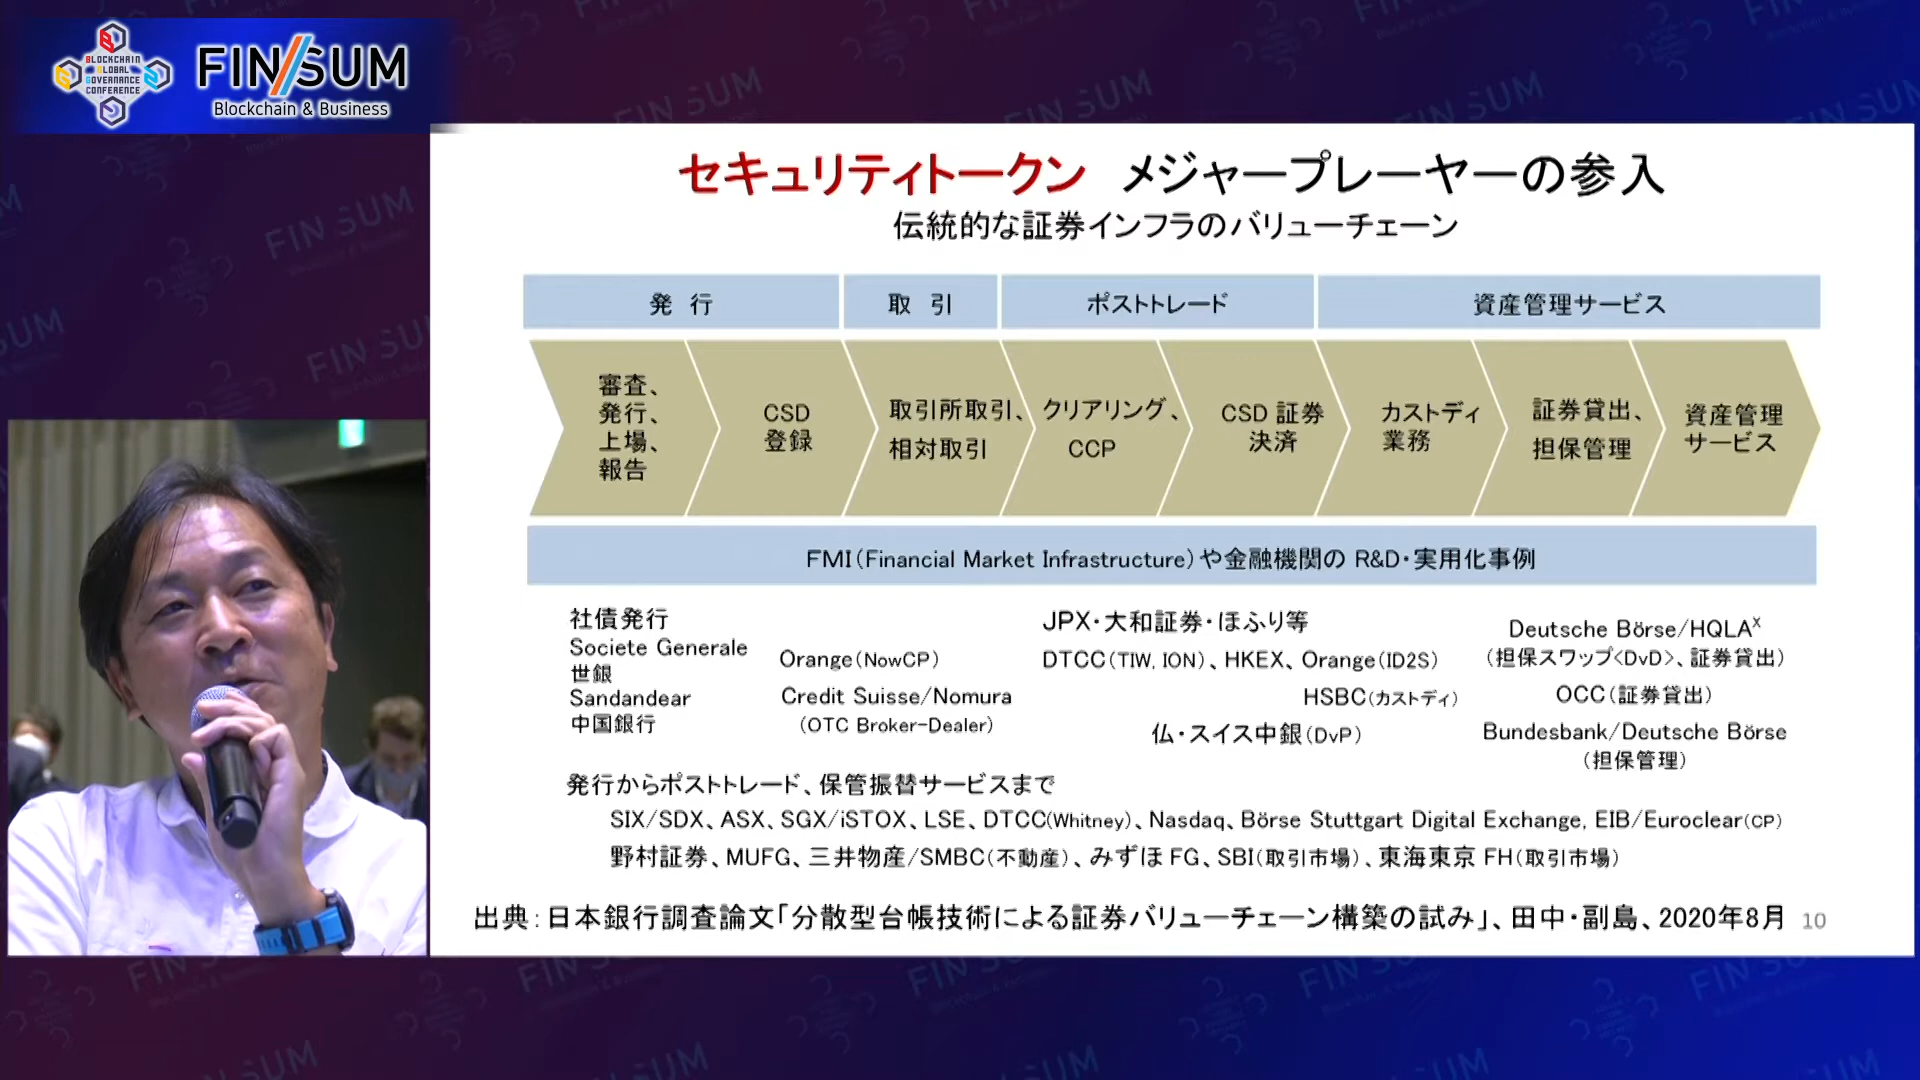 BLOCKCHAIN
GLOBAL
GOVERNANCE
CONFERENCE
FIN/SUM
Blockchain & Business
セキュリティトークン　メジャープレーヤーの参入
伝統的な証券インフラのバリューチェーン
発 行
取 引
ポストトレード
資産管理サービス
審査、
発行、
上場、
報告
CSD
登録
取引所取引、
相対取引
クリアリング、
CCP
CSD 証券
決済
カストディ
業務
証券貸出、
担保管理
資産管理
サービス
FMI（Financial Market Infrastructure）や金融機関の R&D・実用化事例
社債発行
Societe Generale
世銀
Sandandear
中国銀行
Orange（NowCP）
Credit Suisse/Nomura
（OTC Broker-Dealer）
JPX・大和証券・ほふり等
DTCC（TIW, ION）、HKEX、Orange（ID2S）
HSBC（カストディ）
仏・スイス中銀（DvP）
Deutsche Börse/HQLAx
（担保スワップ<DvD>、証券貸出）
OCC（証券貸出）
Bundesbank/Deutsche Börse
（担保管理）
発行からポストトレード、保管振替サービスまで
SIX/SDX、ASX、SGX/iSTOX、LSE、DTCC(Whitney)、Nasdaq、Börse Stuttgart Digital Exchange, EIB/Euroclear（CP）
野村証券、MUFG、三井物産/SMBC（不動産）、みずほ FG、SBI（取引市場）、東海東京 FH（取引市場）
出典：日本銀行調査論文「分散型台帳技術による証券バリューチェーン構築の試み」、田中・副島、2020年8月
10